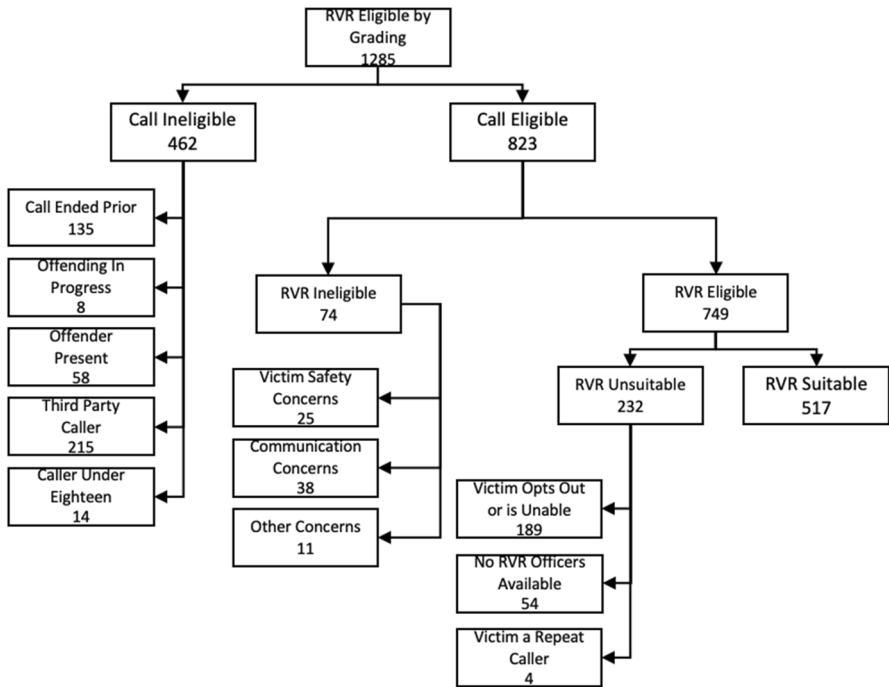 RVR Eligible by
Grading
1285
Call Ineligible
462
Call Eligible
823
Call Ended Prior
135
Offending In
Progress
8
Offender
Present
58
Third Party
Caller
215
Caller Under
Eighteen
14
RVR Ineligible
74
RVR Eligible
749
Victim Safety
Concerns
25
Communication
Concerns
38
Other Concerns
11
RVR Unsuitable
232
RVR Suitable
517
Victim Opts Out
or is Unable
189
No RVR Officers
Available
54
Victim a Repeat
Caller
4